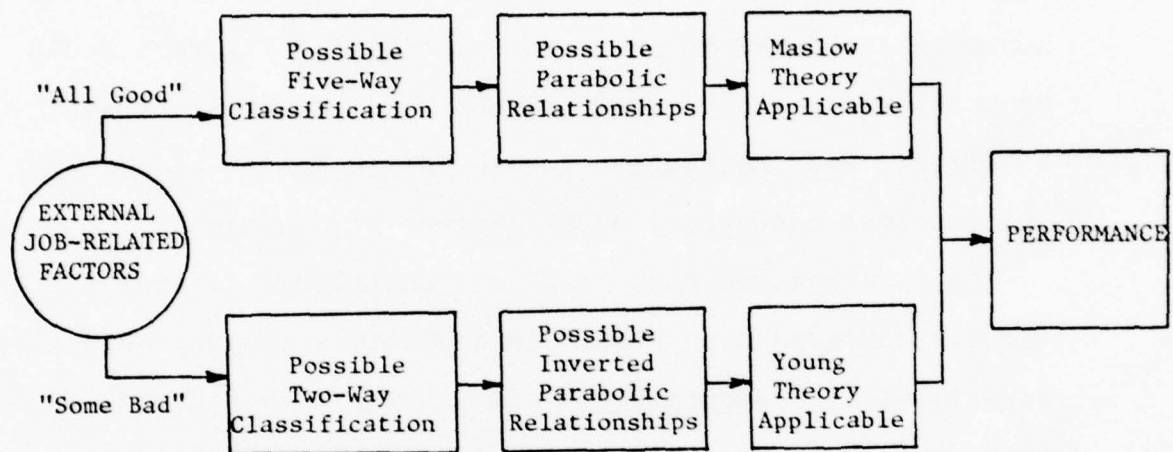 "All Good"
Possible
Five-Way
Classification
Possible
Parabolic
Relationships
Maslow
Theory
Applicable
EXTERNAL
JOB-RELATED
FACTORS
PERFORMANCE
"Some Bad"
Possible
Two-Way
Classification
Possible
Inverted
Parabolic
Relationships
Young
Theory
Applicable